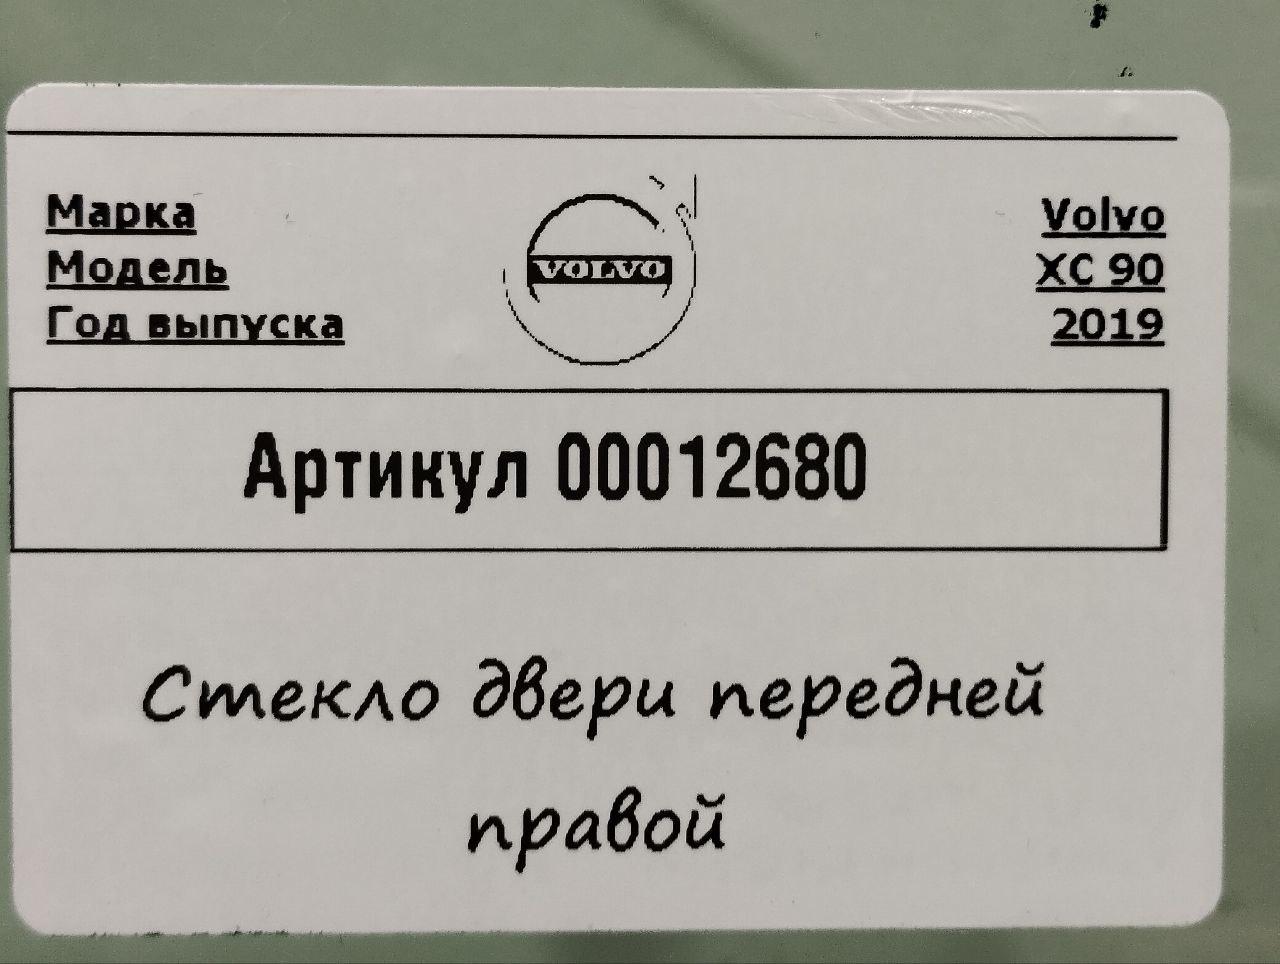 Марка Volvo
VOLVO
Модель XC 90
Год выпуска 2019
Артикул 00012680
Стекло двери передней
правой